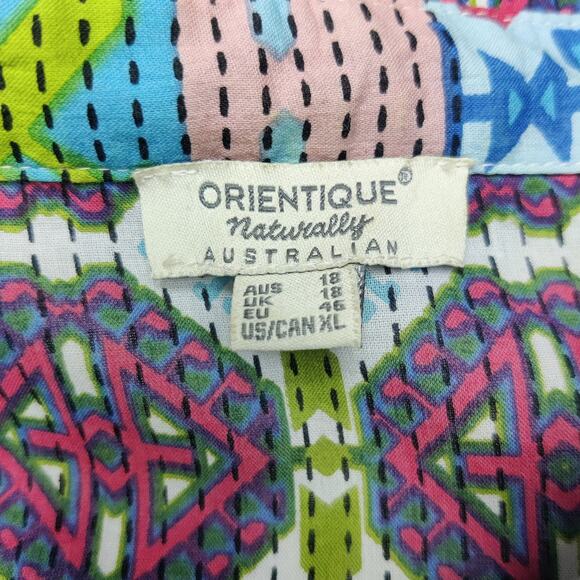 ORIENTIQUE®
Naturally
AUSTRALIAN
AUS 18
UK 18
EU 46
US/CAN XL